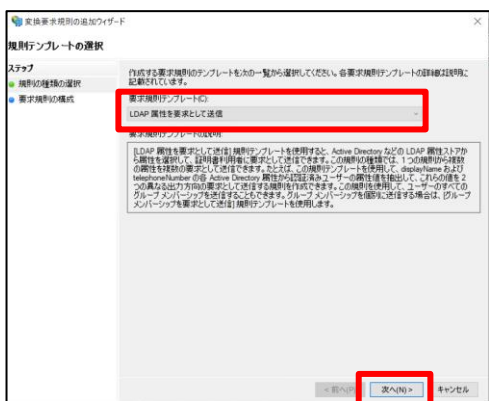 変換要求規則の追加ウィザード
規則テンプレートの選択
ステップ
規則の種類の選択
要求規則の構成
作成する要求規則のテンプレートを次の一覧から選択してください。各要求規則テンプレートの詳細は説明に
記載されています。
要求規則テンプレート(C):
LDAP 属性を要求として送信
要求規則テンプレートの説明:
[LDAP 属性を要求として送信] 規則テンプレートを使用すると、Active Directory などの LDAP 属性ストアか
ら属性を選択して、証明書利用者に要求として送信できます。この規則の種類では、1 つの規則から複数
の属性を複数の要求として送信できます。たとえば、この規則テンプレートを使用して、displayName および
telephoneNumber の各 Active Directory 属性から認証済みユーザーの属性値を抽出して、これらの値を 2
つの異なる出力方向の要求として送信する規則を作成できます。この規則を使用して、ユーザーのすべての
グループ メンバーシップを送信することもできます。グループ メンバーシップを個別に送信する場合は、[グループ
メンバーシップを要求として送信] 規則テンプレートを使用します。
< 前へ(P)
次へ(N) >
キャンセル